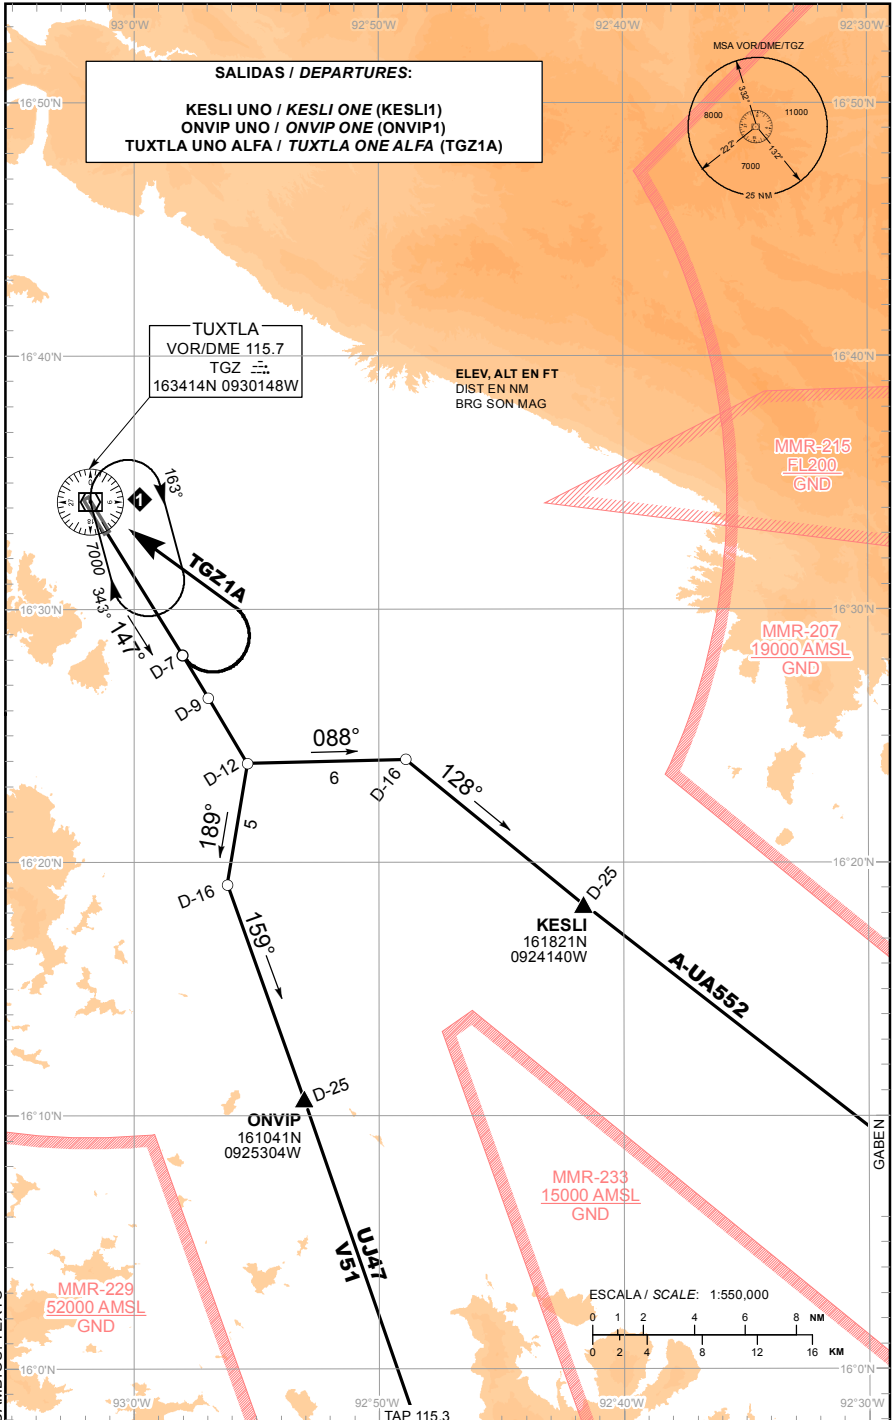 93°0'W
92°50'W
92°40'W
92°30'W
16°50'N
16°50'N
SALIDAS / DEPARTURES:
KESLI UNO / KESLI ONE (KESLI1)
ONVIP UNO / ONVIP ONE (ONVIP1)
TUXTLA UNO ALFA / TUXTLA ONE ALFA (TGZ1A)
MSA VOR/DME/TGZ
332°
8000
11000
222°
132°
7000
25 NM
16°40'N
16°40'N
TUXTLA
VOR/DME 115.7
TGZ
163414N 0930148W
ELEV, ALT EN FT
DIST EN NM
BRG SON MAG
MMR-215
FL200
GND
163°
1
0
9
18
27
7000
343°
TGZ1A
147°
16°30'N
16°30'N
MMR-207
19000 AMSL
GND
D-7
D-9
D-12
088°
6
D-16
128°
189°
5
16°20'N
16°20'N
D-16
D-25
KESLI
161821N
0924140W
159°
A-UA552
D-25
ONVIP
161041N
0925304W
16°10'N
16°10'N
GABEN
MMR-233
15000 AMSL
GND
UJ47
V51
MMR-229
52000 AMSL
GND
ESCALA / SCALE: 1:550,000
0 1 2 4 6 8 NM
0 2 4 8 12 16 KM
16°0'N
16°0'N
93°0'W
92°50'W
92°40'W
92°30'W
TAP 115.3